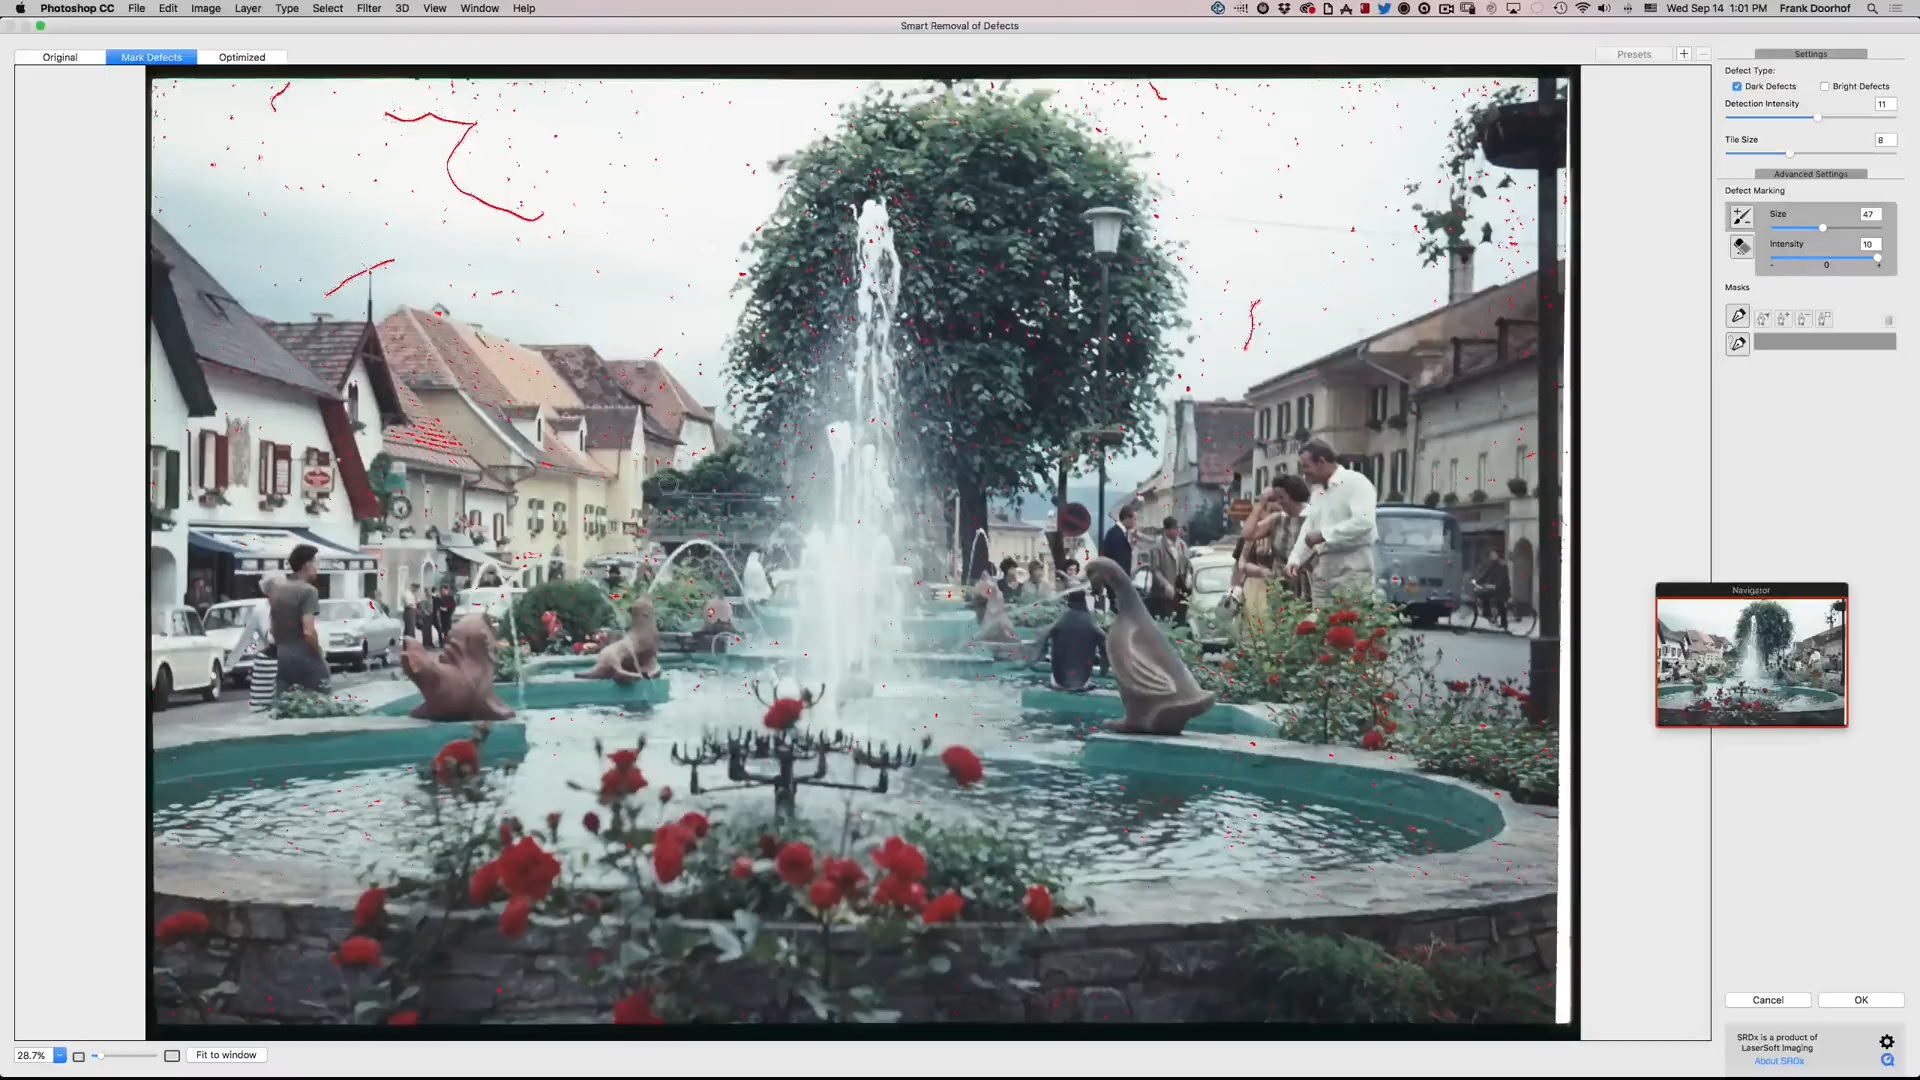 Photoshop CC File Edit Image Layer Type Select Filter 3D View Window Help Wed Sep 14 1:01 PM Frank Doorhof
Smart Removal of Defects
Original Mark Defects Optimized Presets
Settings
Defect Type:
Dark Defects Bright Defects
Detection Intensity 11
Tile Size 8
Advanced Settings
Defect Marking
Size 47
Intensity 10
- 0 +
Masks
Navigator
Cancel OK
SRDx is a product of
LaserSoft Imaging
About SRDx
28.7% Fit to window